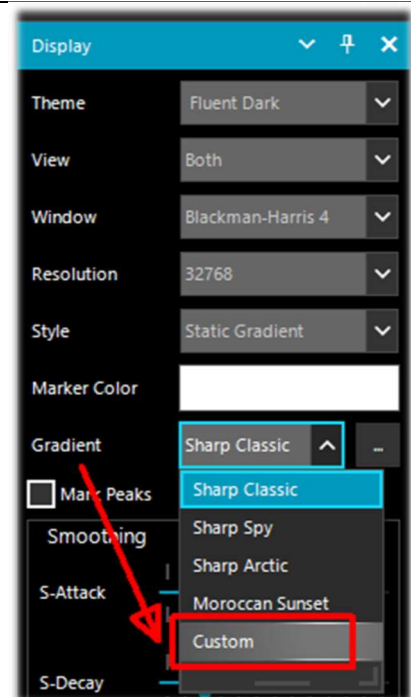 Display
Theme Fluent Dark
View Both
Window Blackman-Harris 4
Resolution 32768
Style Static Gradient
Marker Color
Gradient Sharp Classic ...
Mark Peaks Sharp Classic
Sharp Spy
Smoothing
Sharp Arctic
S-Attack Moroccan Sunset
Custom
S-Decay